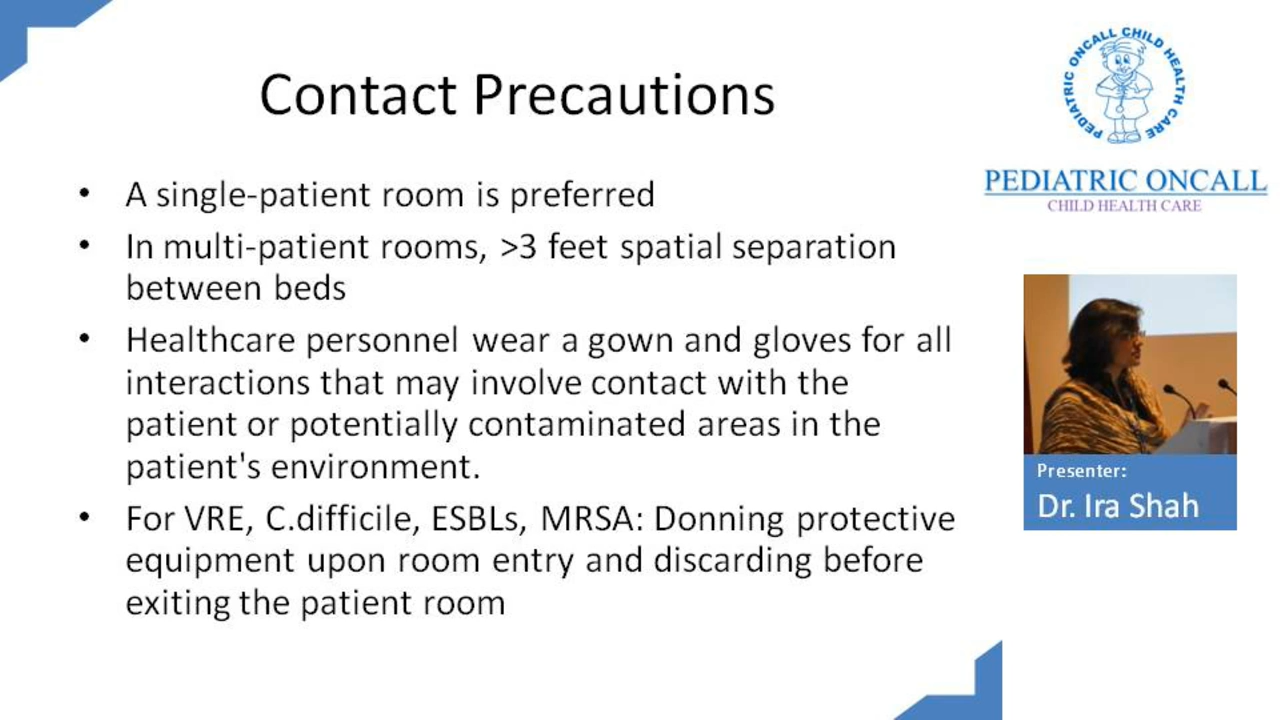 Contact Precautions
• A single-patient room is preferred
• In multi-patient rooms, >3 feet spatial separation
between beds
• Healthcare personnel wear a gown and gloves for all
interactions that may involve contact with the
patient or potentially contaminated areas in the
patient's environment.
• For VRE, C.difficile, ESBLs, MRSA: Donning protective
equipment upon room entry and discarding before
exiting the patient room
PEDIATRIC ONCALL CHILD HEALTH CARE
PEDIATRIC ONCALL
CHILD HEALTH CARE
Presenter:
Dr. Ira Shah